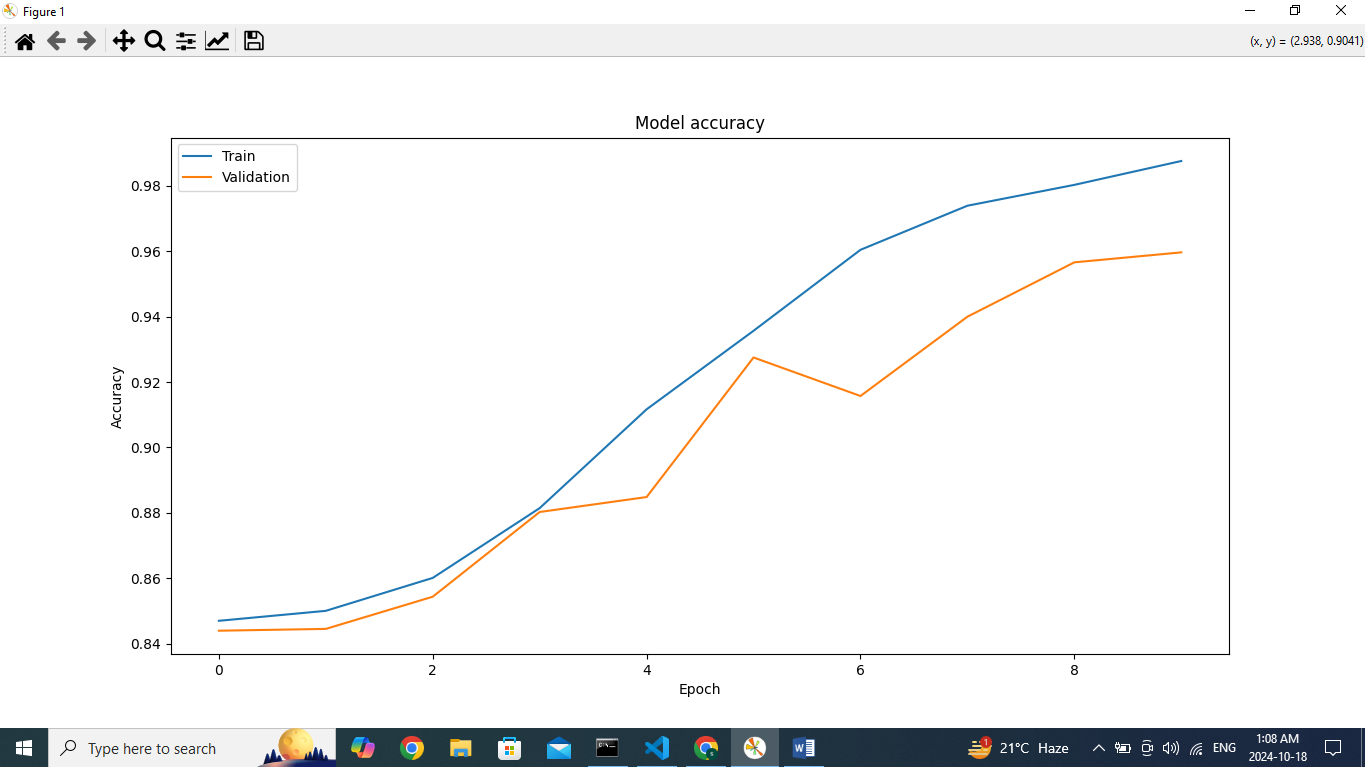 Figure 1
(x, y) = (2.938, 0.9041)
Model accuracy
Train
Validation
0.98
0.96
0.94
0.92
0.90
0.88
0.86
0.84
Accuracy
0 2 4 6 8
Epoch
Type here to search
1
21°C Haze
ENG
1:08 AM
2024-10-18